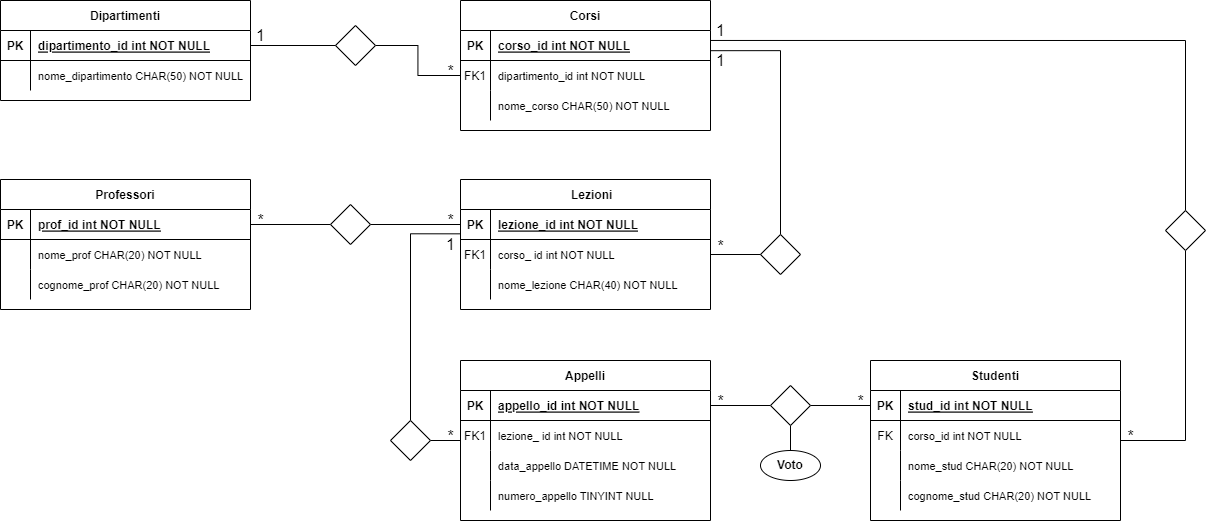 Dipartimenti
PK dipartimento_id int NOT NULL
nome_dipartimento CHAR(50) NOT NULL
1
*
Corsi
PK corso_id int NOT NULL
FK1 dipartimento_id int NOT NULL
nome_corso CHAR(50) NOT NULL
1
1
Professori
PK prof_id int NOT NULL
nome_prof CHAR(20) NOT NULL
cognome_prof CHAR(20) NOT NULL
*
*
1
Lezioni
PK lezione_id int NOT NULL
FK1 corso_ id int NOT NULL
nome_lezione CHAR(40) NOT NULL
*
Appelli
PK appello_id int NOT NULL
FK1 lezione_ id int NOT NULL
data_appello DATETIME NOT NULL
numero_appello TINYINT NULL
*
*
*
Voto
Studenti
PK stud_id int NOT NULL
FK corso_id int NOT NULL
nome_stud CHAR(20) NOT NULL
cognome_stud CHAR(20) NOT NULL
*